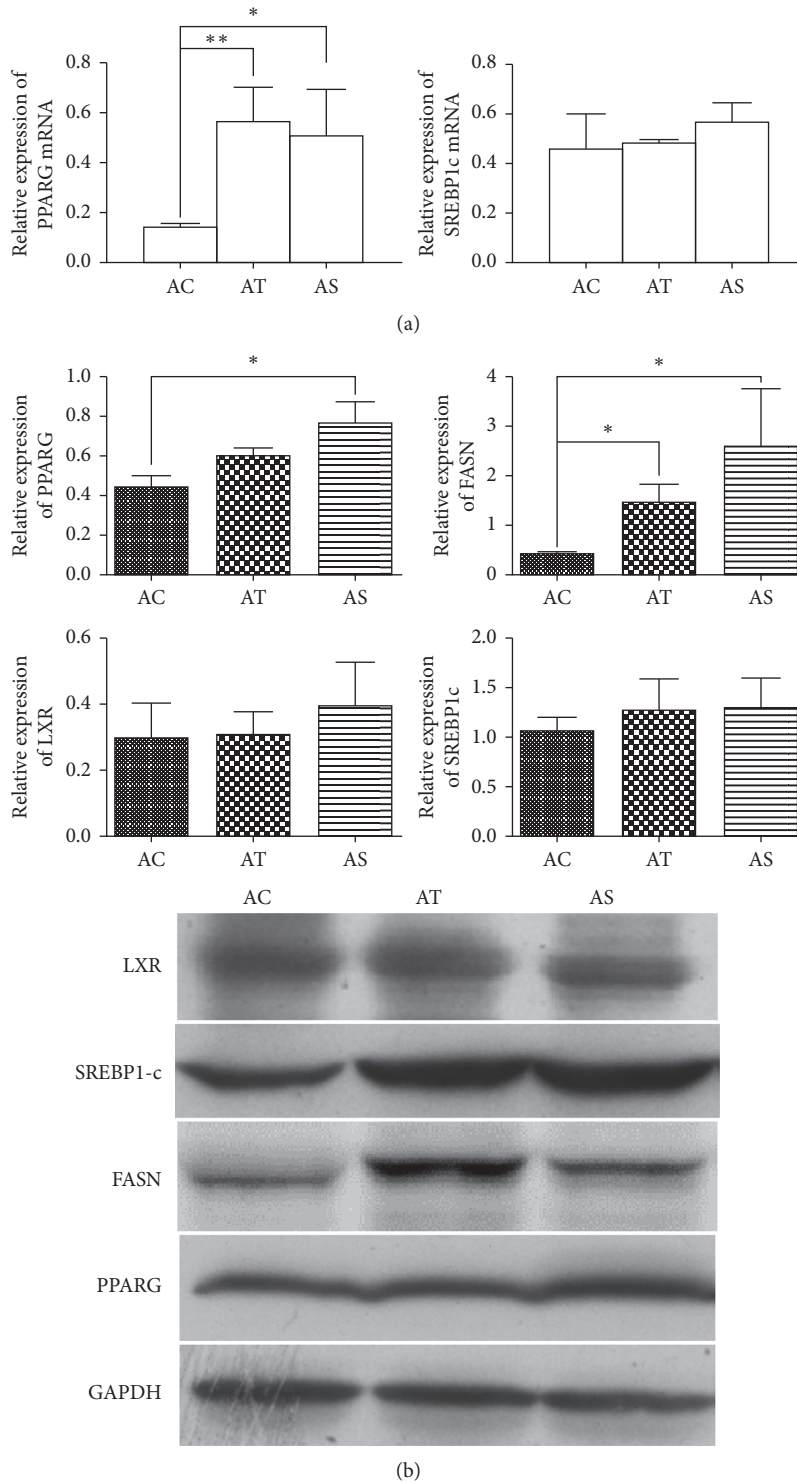 Relative expression of
PPARG mRNA
0.8
0.6
0.4
0.2
0.0
*
**
AC AT AS
Relative expression of
SREBP1c mRNA
0.8
0.6
0.4
0.2
0.0
AC AT AS
(a)
Relative expression
of PPARG
1.0
0.8
0.6
0.4
0.2
0.0
*
AC AT AS
Relative expression
of FASN
4
3
2
1
0
*
*
AC AT AS
Relative expression
of LXR
0.6
0.4
0.2
0.0
AC AT AS
Relative expression
of SREBP1c
2.0
1.5
1.0
0.5
0.0
AC AT AS
AC AT AS
LXR
SREBP1-c
FASN
PPARG
GAPDH
(b)